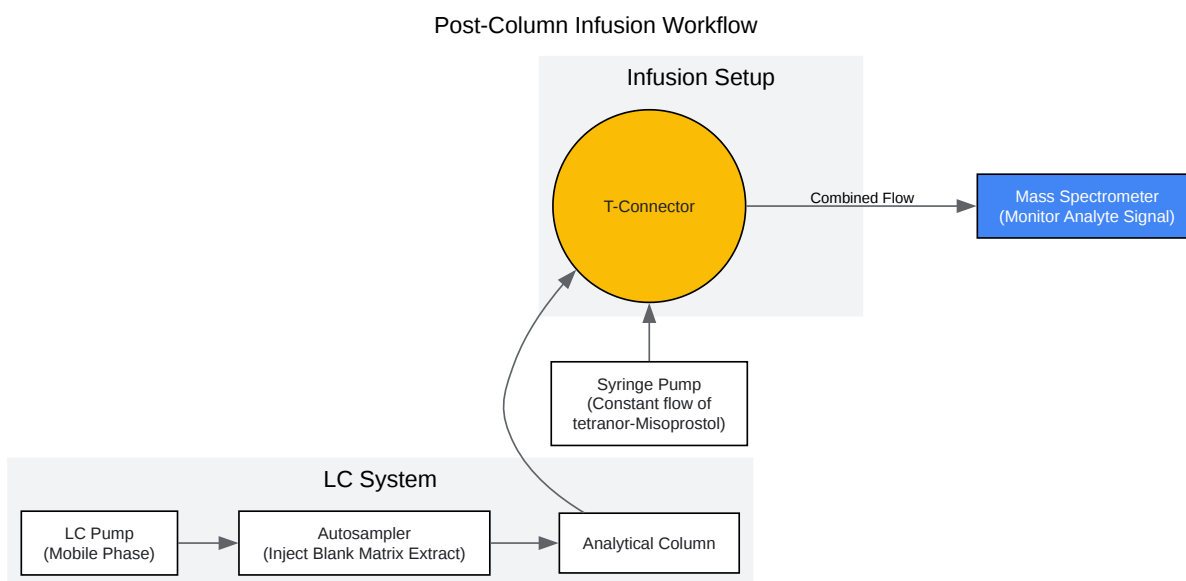 Post-Column Infusion Workflow
Infusion Setup
T-Connector
Combined Flow
Mass Spectrometer
(Monitor Analyte Signal)
Syringe Pump
(Constant flow of
tetranor-Misoprostol)
LC System
LC Pump
(Mobile Phase)
Autosampler
(Inject Blank Matrix Extract)
Analytical Column